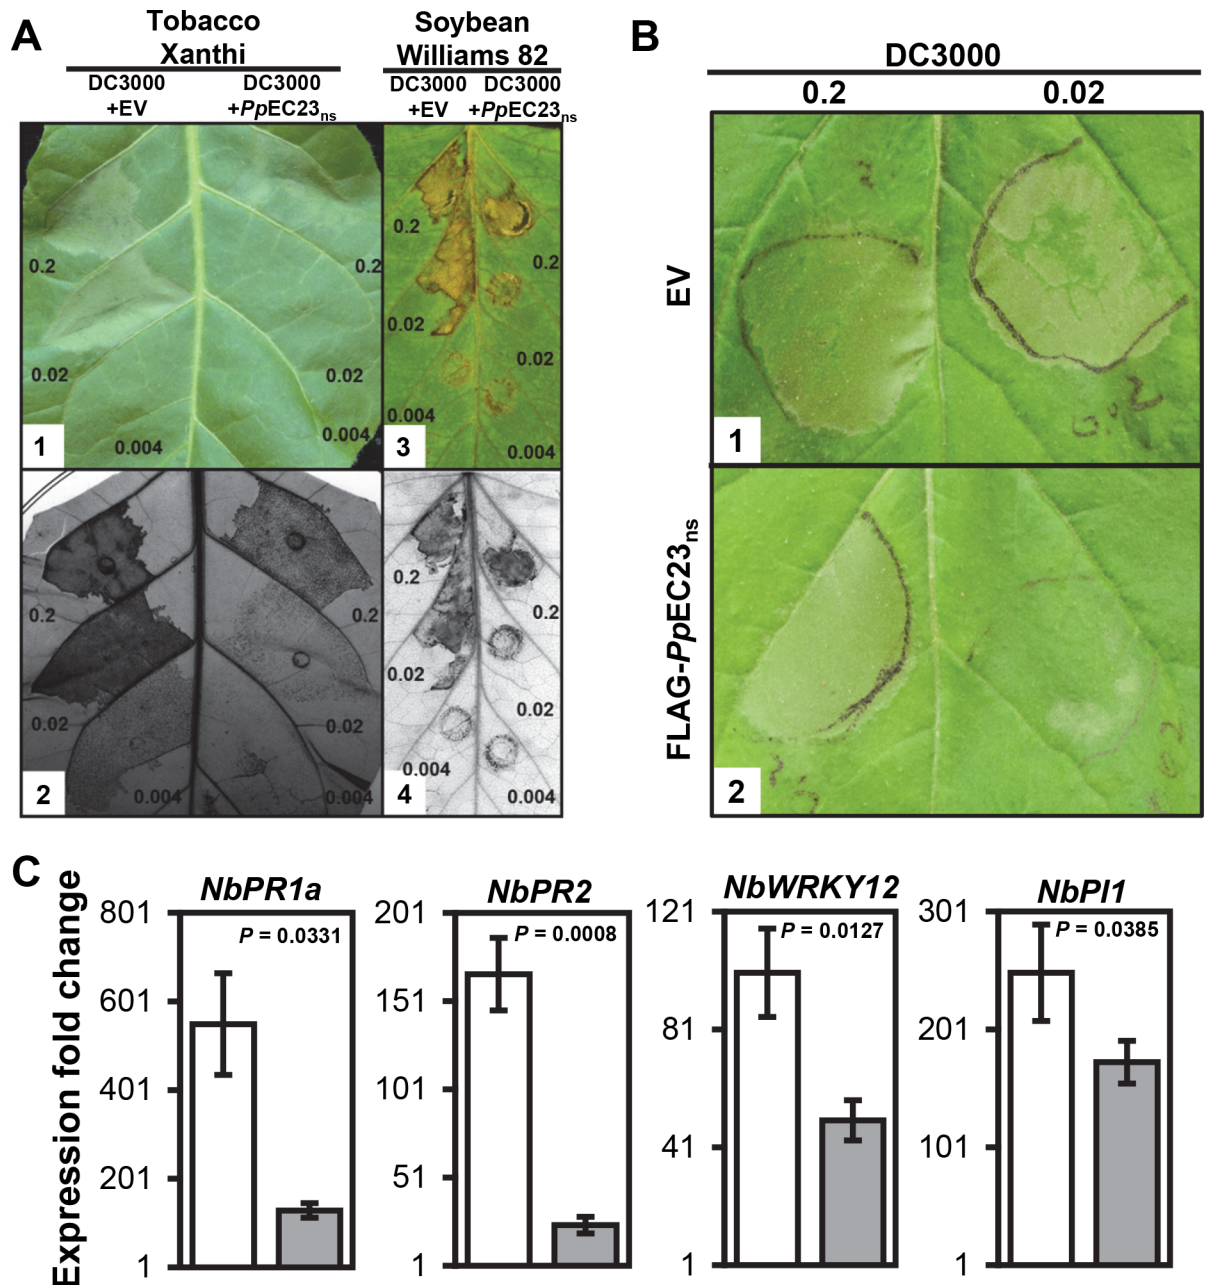 A
Tobacco
Xanthi
DC3000
+EV
DC3000
+PpEC23ns
Soybean
Williams 82
DC3000
+EV
DC3000
+PpEC23ns
0.2
0.2
0.02
0.02
0.004
0.004
1
0.2
0.2
0.02
0.02
0.004
0.004
3
0.2
0.2
0.02
0.02
0.004
0.004
2
0.2
0.2
0.02
0.02
0.004
0.004
4
B
DC3000
0.2
0.02
EV
1
FLAG-PpEC23ns
2
C
Expression fold change
NbPR1a
801
601
401
201
1
P = 0.0331
NbPR2
201
151
101
51
1
P = 0.0008
NbWRKY12
121
81
41
1
P = 0.0127
NbPI1
301
201
101
1
P = 0.0385